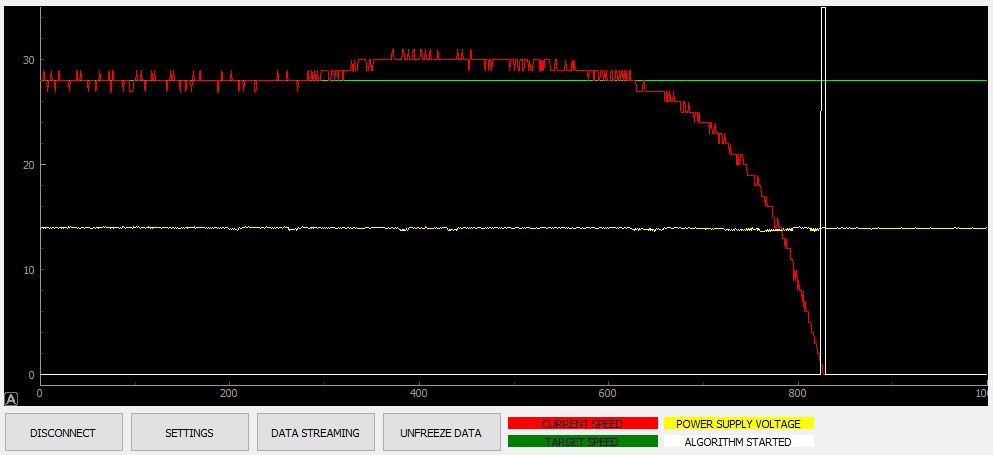 30
20
10
0
0 200 400 600 800 100
A
DISCONNECT SETTINGS DATA STREAMING UNFREEZE DATA CURRENT SPEED POWER SUPPLY VOLTAGE
TARGET SPEED ALGORITHM STARTED